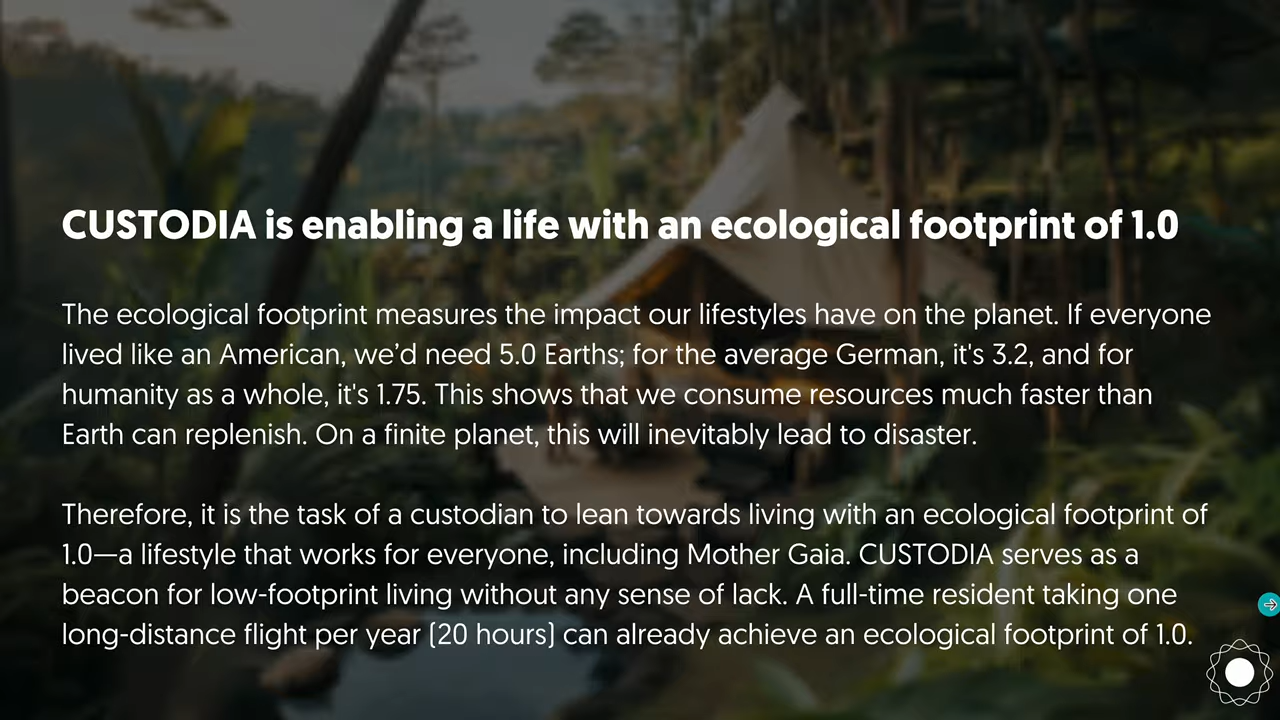 CUSTODIA is enabling a life with an ecological footprint of 1.0
The ecological footprint measures the impact our lifestyles have on the planet. If everyone
lived like an American, we’d need 5.0 Earths; for the average German, it's 3.2, and for
humanity as a whole, it's 1.75. This shows that we consume resources much faster than
Earth can replenish. On a finite planet, this will inevitably lead to disaster.
Therefore, it is the task of a custodian to lean towards living with an ecological footprint of
1.0—a lifestyle that works for everyone, including Mother Gaia. CUSTODIA serves as a
beacon for low-footprint living without any sense of lack. A full-time resident taking one
long-distance flight per year (20 hours) can already achieve an ecological footprint of 1.0.